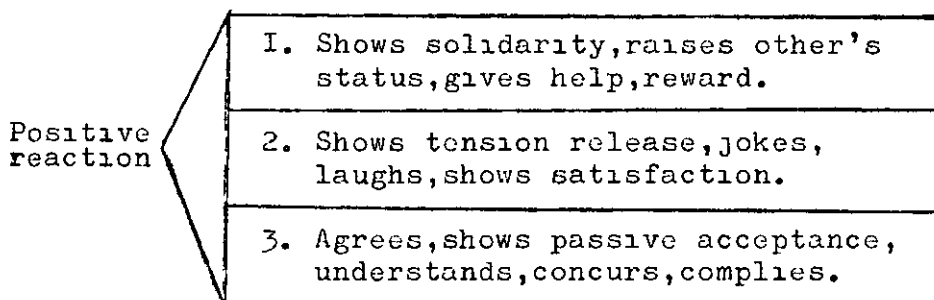 I. Shows solidarity,raises other's
status,gives help,reward.
Positive
reaction
2. Shows tension release,jokes,
laughs,shows satisfaction.
3. Agrees,shows passive acceptance,
understands,concurs,complies.